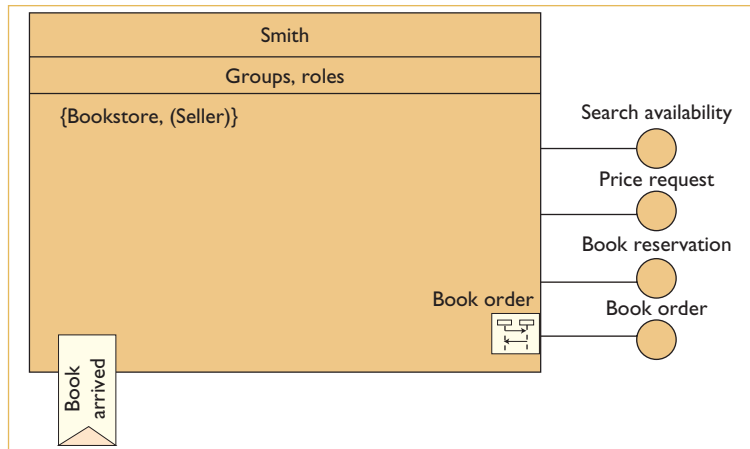 Smith
Groups, roles
{Bookstore, (Seller)}
Search availability
Price request
Book reservation
Book order
Book order
Book
arrived